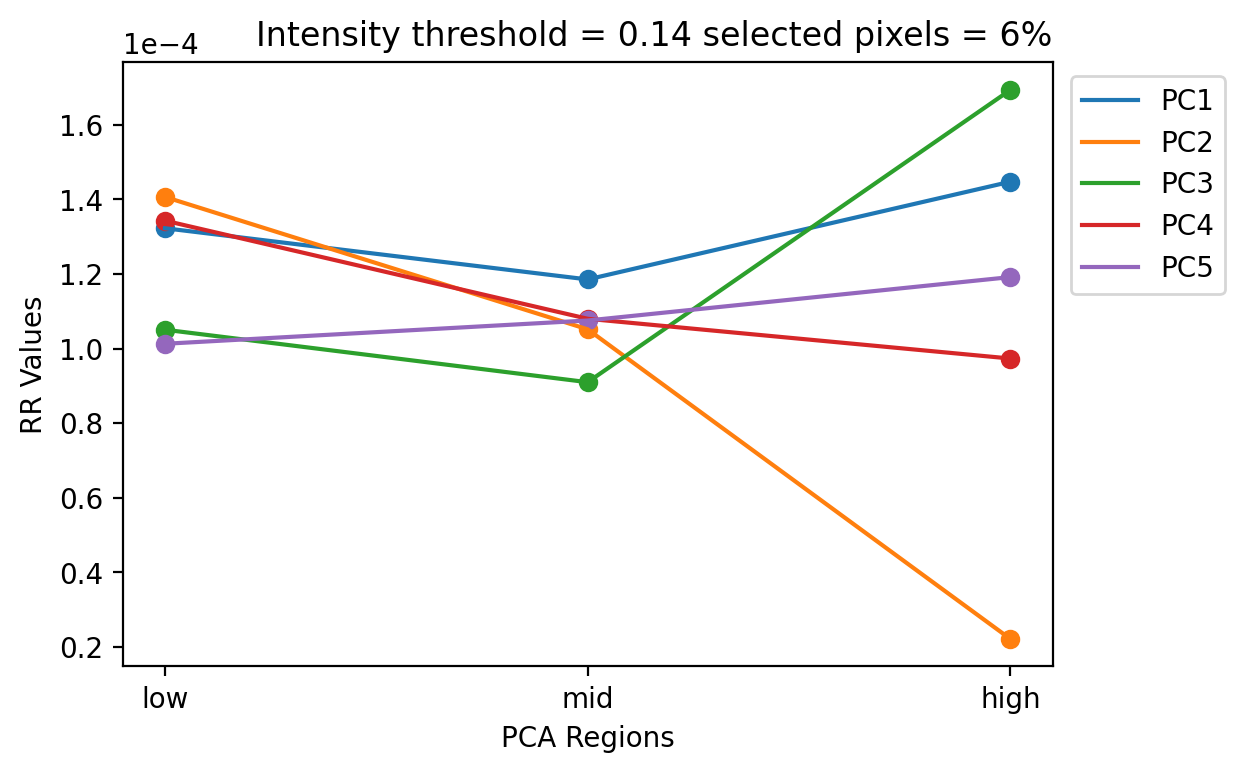 Intensity threshold = 0.14 selected pixels = 6%
1e−4
1.6
1.4
1.2
1.0
0.8
0.6
0.4
0.2
RR Values
low
mid
high
PCA Regions
PC1
PC2
PC3
PC4
PC5